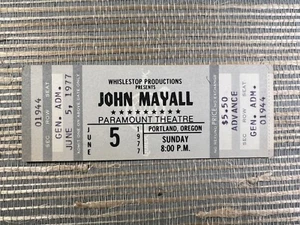 SEC ROW SEAT
GEN. ADM.
01944
JUNE 5, 1977
WHISLESTOP PRODUCTIONS
PRESENTS
JOHN MAYALL
★★★★★★★★★
PARAMOUNT THEATRE
JUNE
5
1977
PORTLAND, OREGON
SUNDAY
8:00 P.M.
PRICE
$5.50
ADVANCE
SEC ROW SEAT
GEN. ADM.
01944